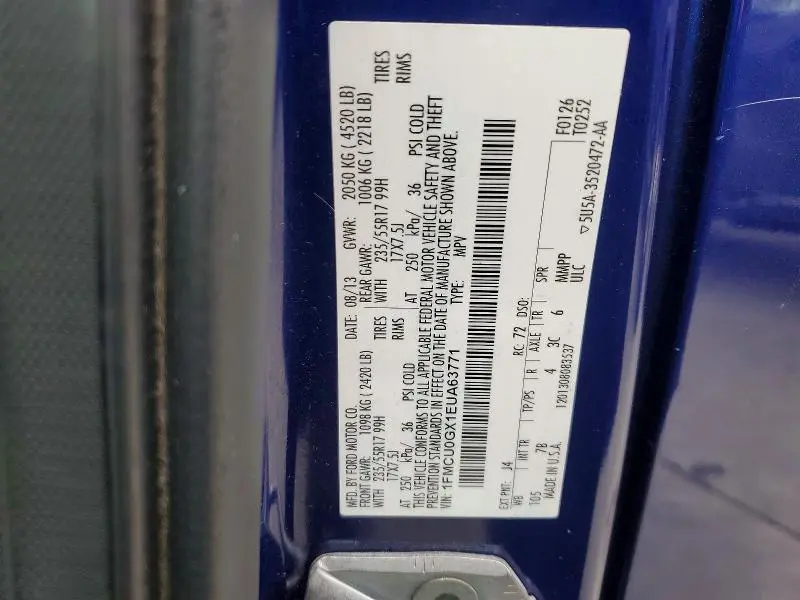 MFD. BY FORD MOTOR CO. DATE: 08/13 GVWR: 2050 KG ( 4520 LB)
FRONT GAWR: 1098 KG ( 2420 LB) REAR GAWR: 1006 KG ( 2218 LB)
WITH 235/55R17 99H TIRES WITH 235/55R17 99H TIRES
17X7.5J RIMS 17X7.5J RIMS
AT 250 kPa/ 36 PSI COLD AT 250 kPa/ 36 PSI COLD
THIS VEHICLE CONFORMS TO ALL APPLICABLE FEDERAL MOTOR VEHICLE SAFETY AND THEFT
PREVENTION STANDARDS IN EFFECT ON THE DATE OF MANUFACTURE SHOWN ABOVE.
VIN: 1FMCU0GX1EUA63771 TYPE: MPV
F0126
T0252
EXT PNT: J4 RC: 72 DSO:
WB INT TR TP/PS R AXLE TR SPR
105 7B 4 3C 6 MMPP
ULC
MADE IN U.S.A. 1201308083537 ▽5U5A-3520472-AA